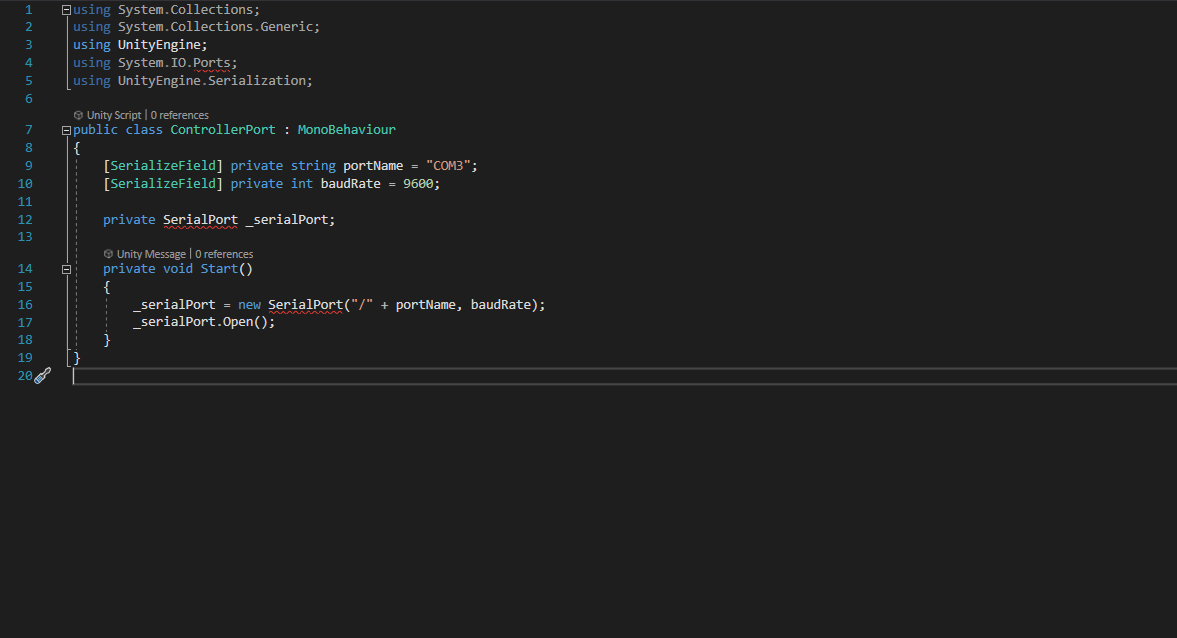 1 using System.Collections;
2 using System.Collections.Generic;
3 using UnityEngine;
4 using System.IO.Ports;
5 using UnityEngine.Serialization;
6
Unity Script | 0 references
7 public class ControllerPort : MonoBehaviour
8 {
9 [SerializeField] private string portName = "COM3";
10 [SerializeField] private int baudRate = 9600;
11
12 private SerialPort _serialPort;
13
Unity Message | 0 references
14 private void Start()
15 {
16 _serialPort = new SerialPort("/" + portName, baudRate);
17 _serialPort.Open();
18 }
19 }
20